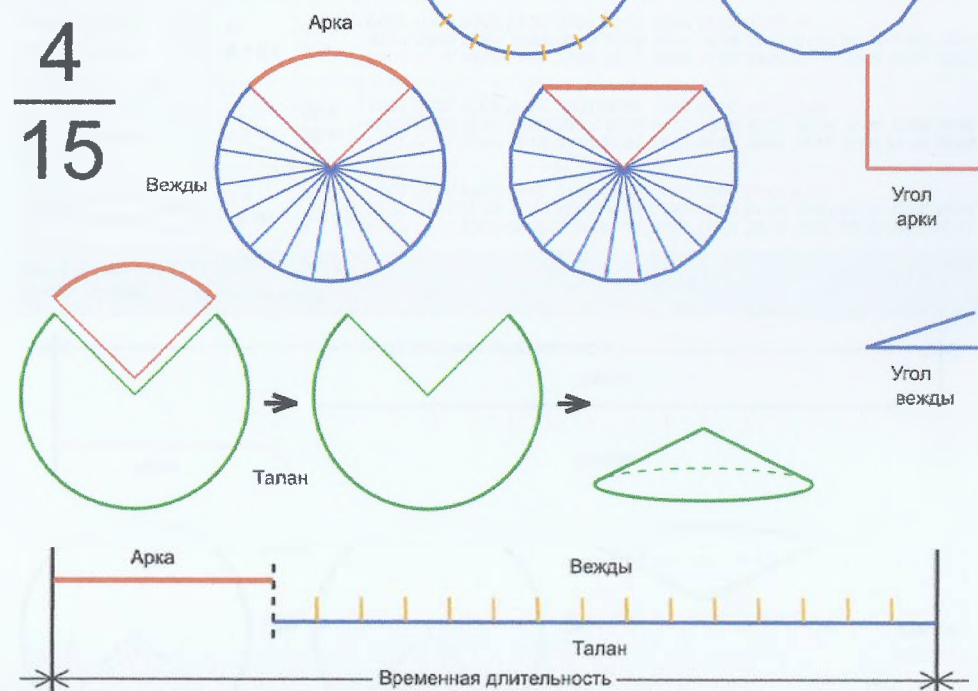 Арка
4
15
Вежды
Угол
арки
Угол
вежды
Талан
Арка
Вежды
Талан
Временная длительность